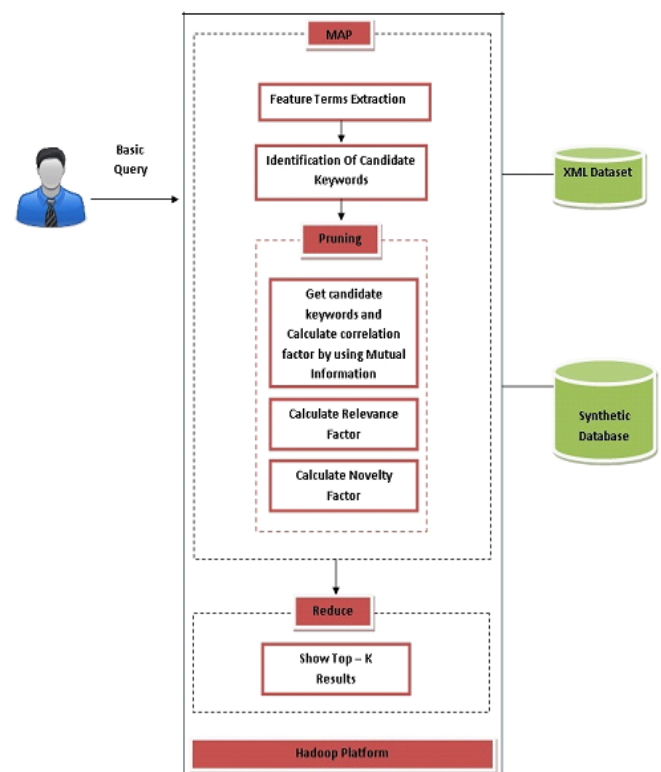 MAP
Feature Terms Extraction
Basic
Query
Identification Of Candidate
Keywords
XML Dataset
Pruning
Get candidate
keywords and
Calculate correlation
factor by using Mutual
Information
Calculate Relevance
Factor
Calculate Novelty
Factor
Synthetic
Database
Reduce
Show Top – K
Results
Hadoop Platform